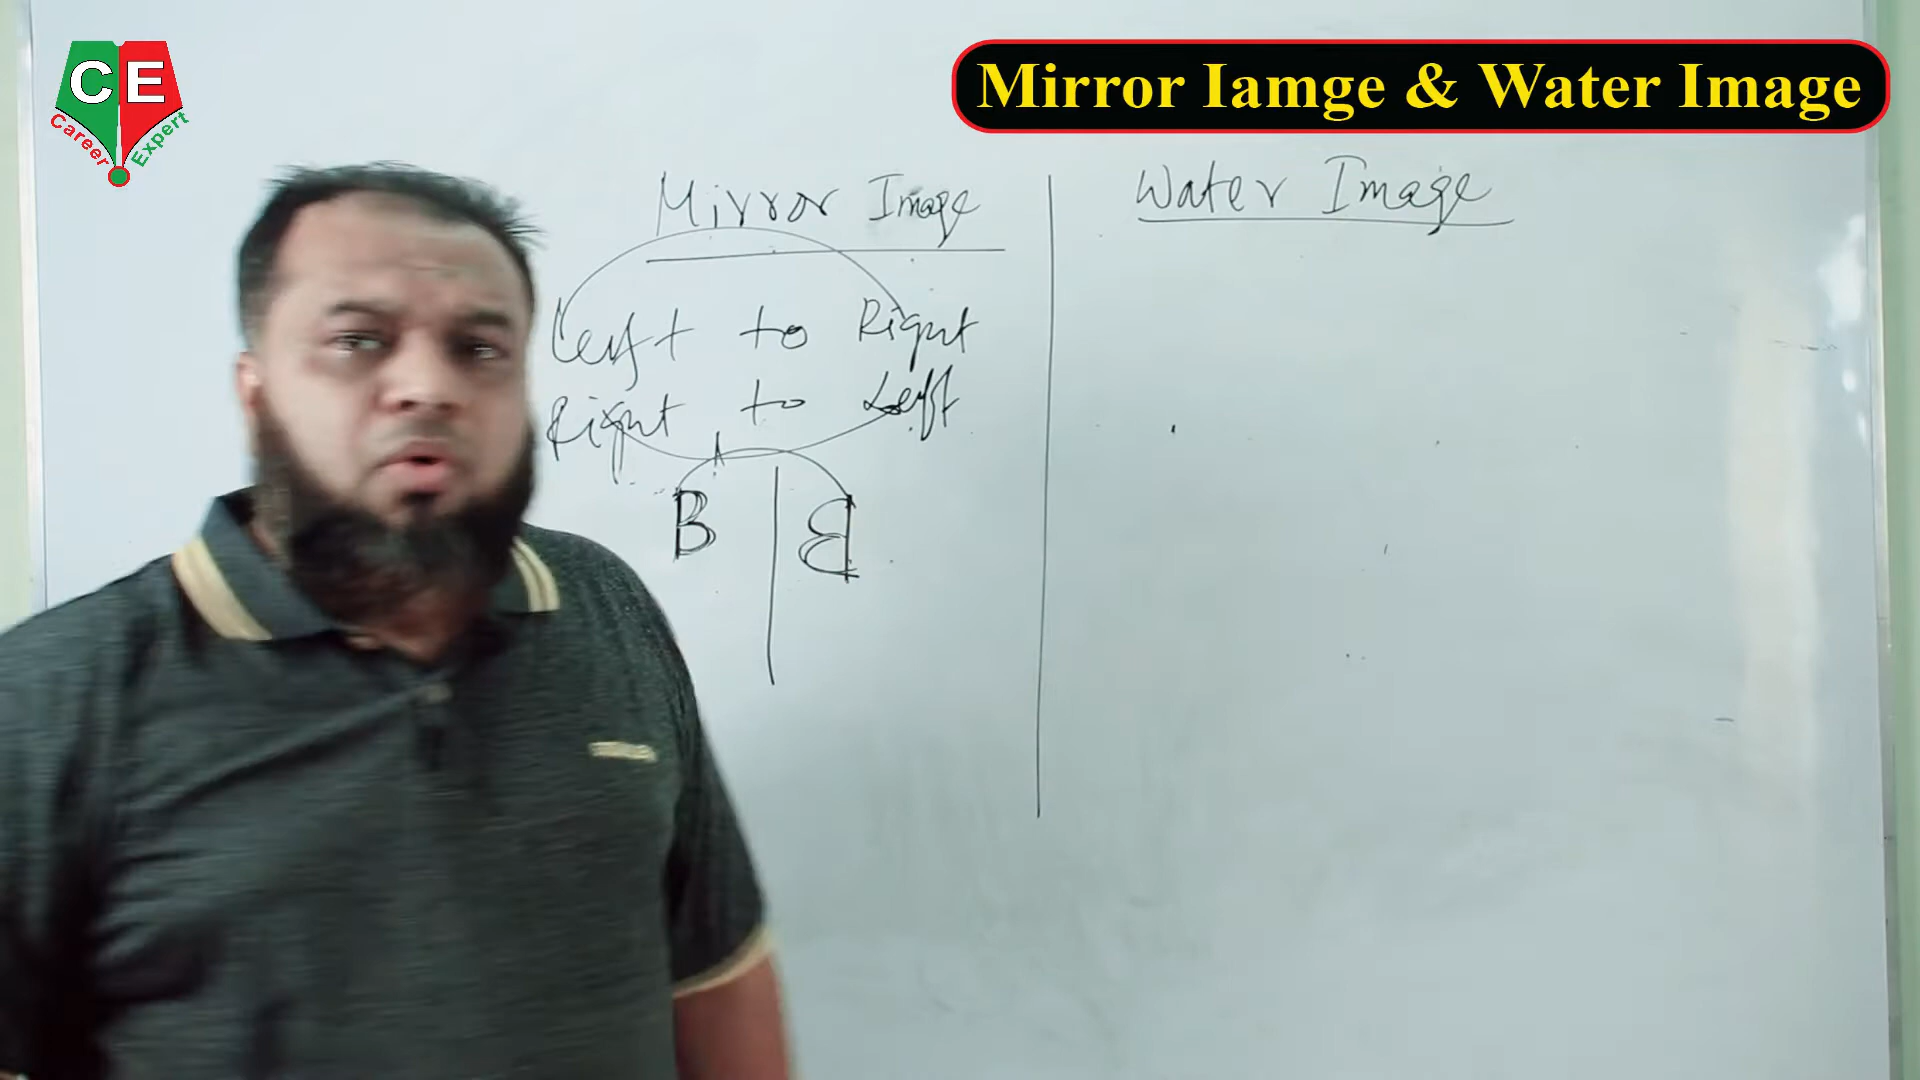 CE
Career Expert
Mirror Iamge & Water Image
Mirror Image
Water Image
Left to Right
Right to Left
B